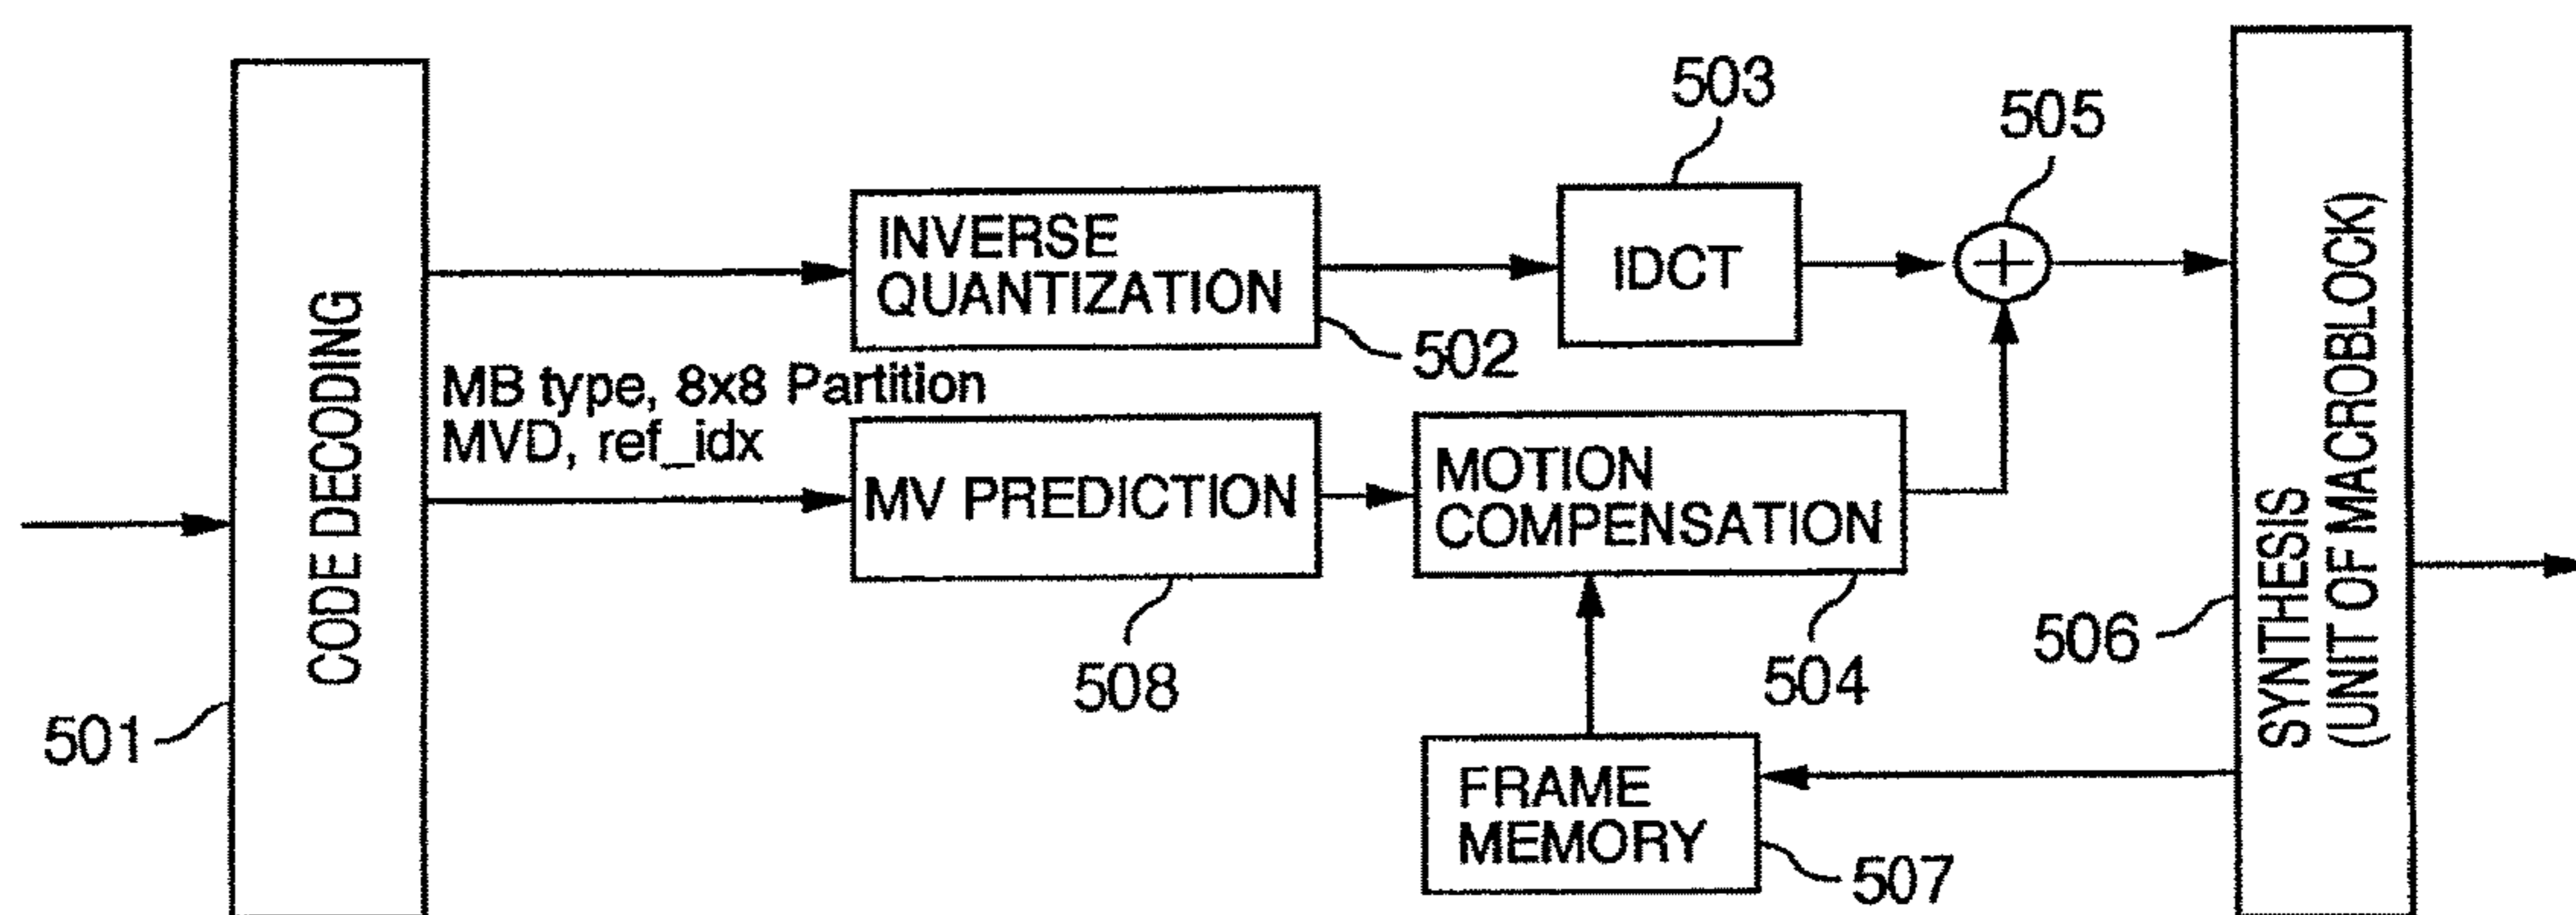 503
505
INVERSE
QUANTIZATION
IDCT
502
CODE DECODING
MB type, 8x8 Partition
MVD, ref_idx
MV PREDICTION
MOTION
COMPENSATION
SYNTHESIS
(UNIT OF MACROBLOCK)
506
508
504
501
FRAME
MEMORY
507